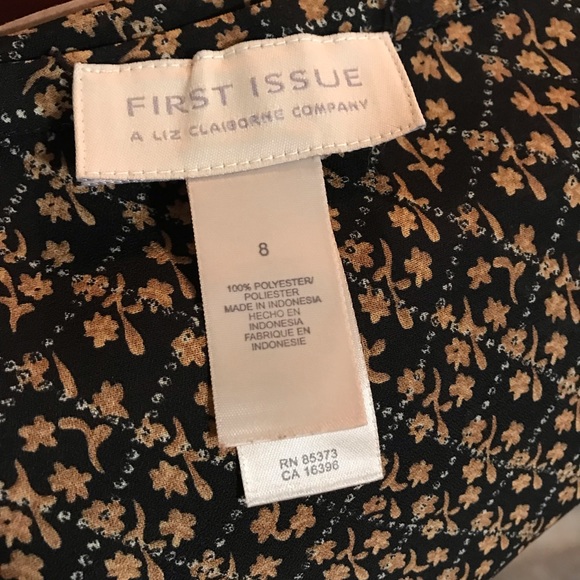 FIRST ISSUE
A LIZ CLAIBORNE COMPANY
8
100% POLYESTER/
POLIESTER
MADE IN INDONESIA
HECHO EN
INDONESIA
FABRIQUE EN
INDONESIE
RN 85373
CA 16396